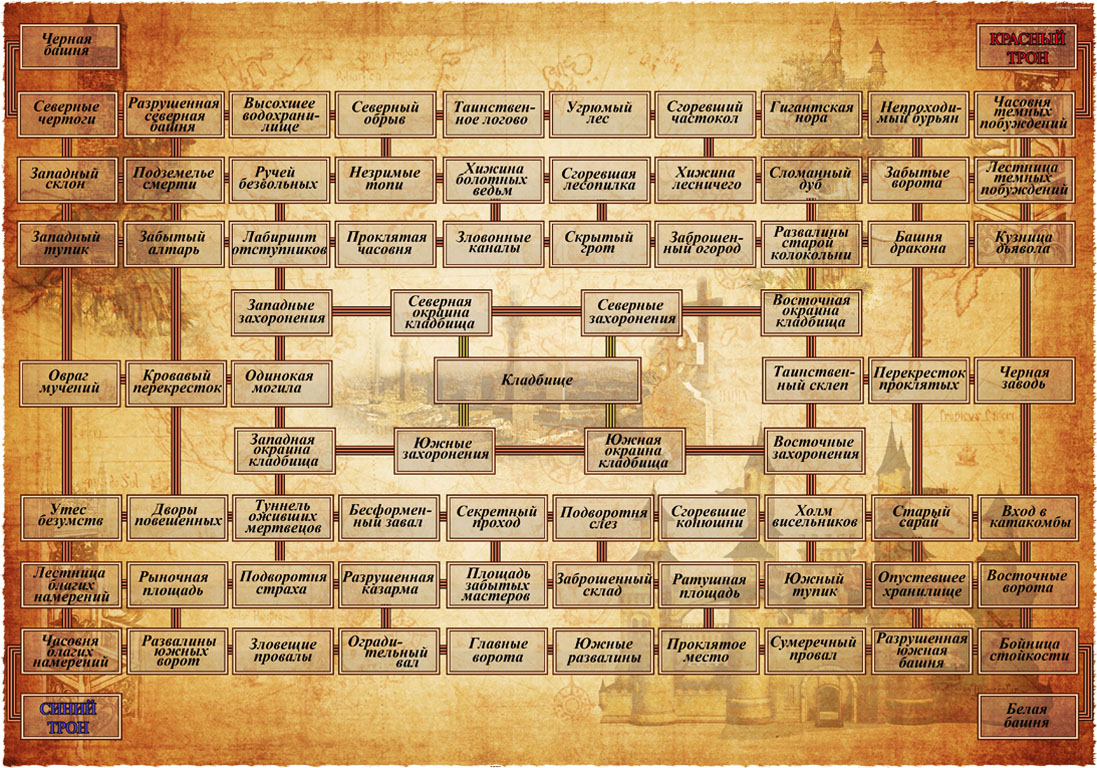 Черная
башня
КРАСНЫЙ
ТРОН
Северные
чертоги
Разрушенная
северная
башня
Высохшее
водохрани-
лище
Северный
обрыв
Таинствен-
ное логово
Угрюмый
лес
Сгоревший
частокол
Гигантская
нора
Непроходи-
мый бурьян
Часовня
темных
побуждений
Западный
склон
Подземелье
смерти
Ручей
безвольных
Незримые
топи
Хижина
болотных
ведьм
Сгоревшая
лесопилка
Хижина
лесничего
Сломанный
дуб
Забытые
ворота
Лестница
темных
побуждений
Западный
тупик
Забытый
алтарь
Лабиринт
отступников
Проклятая
часовня
Зловонные
каналы
Скрытый
грот
Заброшен-
ный огород
Развалины
старой
колокольни
Башня
дракона
Кузница
дьявола
Западные
захоронения
Северная
окраина
кладбища
Северные
захоронения
Восточная
окраина
кладбища
Овраг
мучений
Кровавый
перекресток
Одинокая
могила
Кладбище
Таинствен-
ный склеп
Перекресток
проклятых
Черная
заводь
Западная
окраина
кладбища
Южные
захоронения
Южная
окраина
кладбища
Восточные
захоронения
Утес
безумств
Дворы
повешенных
Туннель
оживших
мертвецов
Бесформен-
ный завал
Секретный
проход
Подворотня
слез
Сгоревшие
конюшни
Холм
висельников
Старый
сарай
Вход в
катакомбы
Лестница
благих
намерений
Рыночная
площадь
Подворотня
страха
Разрушенная
казарма
Площадь
забытых
мастеров
Заброшенный
склад
Ратушная
площадь
Южный
тупик
Опустевшее
хранилище
Восточные
ворота
Часовня
благих
намерений
Развалины
южных
ворот
Зловещие
провалы
Огради-
тельный
вал
Главные
ворота
Южные
развалины
Проклятое
место
Сумеречный
провал
Разрушенная
южная
башня
Бойница
стойкости
СИНИЙ
ТРОН
Белая
башня